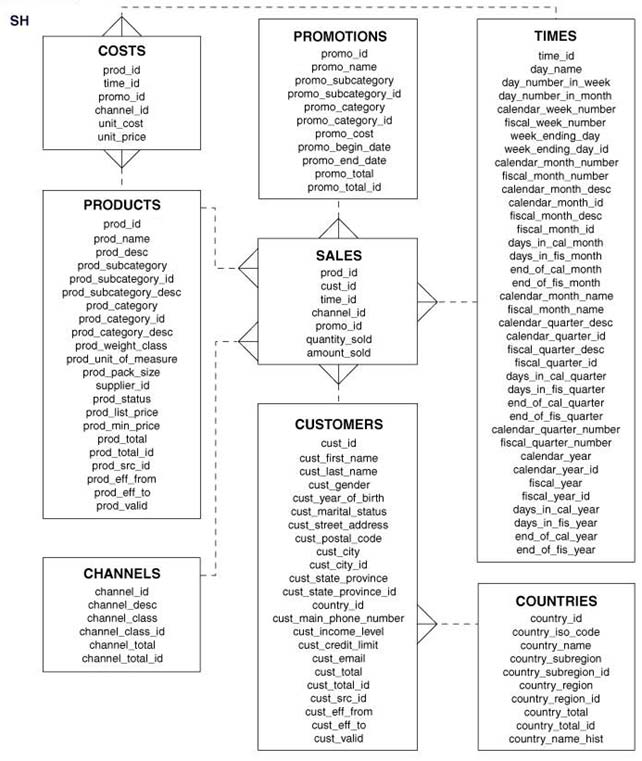 SH
COSTS
prod_id
time_id
promo_id
channel_id
unit_cost
unit_price
PRODUCTS
prod_id
prod_name
prod_desc
prod_subcategory
prod_subcategory_id
prod_subcategory_desc
prod_category
prod_category_id
prod_category_desc
prod_weight_class
prod_unit_of_measure
prod_pack_size
supplier_id
prod_status
prod_list_price
prod_min_price
prod_total
prod_total_id
prod_src_id
prod_eff_from
prod_eff_to
prod_valid
CHANNELS
channel_id
channel_desc
channel_class
channel_class_id
channel_total
channel_total_id
PROMOTIONS
promo_id
promo_name
promo_subcategory
promo_subcategory_id
promo_category
promo_category_id
promo_cost
promo_begin_date
promo_end_date
promo_total
promo_total_id
SALES
prod_id
cust_id
time_id
channel_id
promo_id
quantity_sold
amount_sold
CUSTOMERS
cust_id
cust_first_name
cust_last_name
cust_gender
cust_year_of_birth
cust_marital_status
cust_street_address
cust_postal_code
cust_city
cust_city_id
cust_state_province
cust_state_province_id
country_id
cust_main_phone_number
cust_income_level
cust_credit_limit
cust_email
cust_total
cust_total_id
cust_src_id
cust_eff_from
cust_eff_to
cust_valid
TIMES
time_id
day_name
day_number_in_week
day_number_in_month
calendar_week_number
fiscal_week_number
week_ending_day
week_ending_day_id
calendar_month_number
fiscal_month_number
calendar_month_desc
calendar_month_id
fiscal_month_desc
fiscal_month_id
days_in_cal_month
days_in_fis_month
end_of_cal_month
end_of_fis_month
calendar_month_name
fiscal_month_name
calendar_quarter_desc
calendar_quarter_id
fiscal_quarter_desc
fiscal_quarter_id
days_in_cal_quarter
days_in_fis_quarter
end_of_cal_quarter
end_of_fis_quarter
calendar_quarter_number
fiscal_quarter_number
calendar_year
calendar_year_id
fiscal_year
fiscal_year_id
days_in_cal_year
days_in_fis_year
end_of_cal_year
end_of_fis_year
COUNTRIES
country_id
country_iso_code
country_name
country_subregion
country_subregion_id
country_region
country_region_id
country_total
country_total_id
country_name_hist